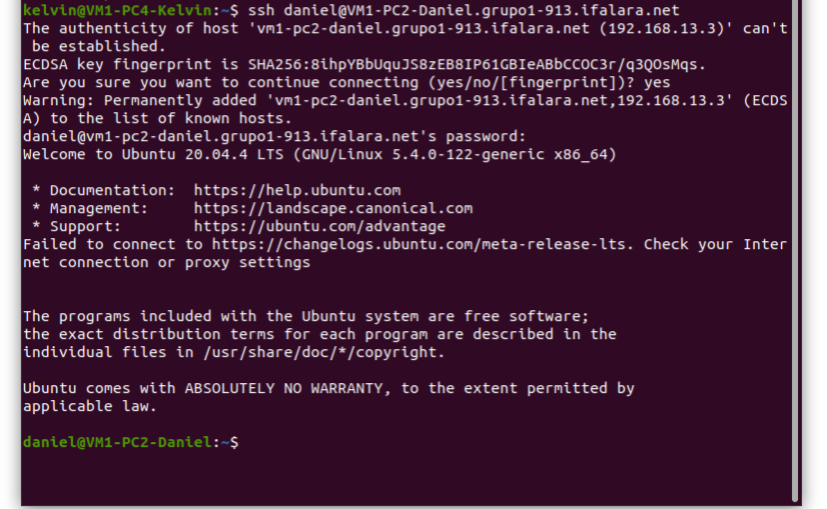 kelvin@VM1-PC4-Kelvin:~$ ssh daniel@VM1-PC2-Daniel.grupo1-913.ifalara.net
The authenticity of host 'vm1-pc2-daniel.grupo1-913.ifalara.net (192.168.13.3)' can't
 be established.
ECDSA key fingerprint is SHA256:8ihpYBbUquJS8zEB8IP61GBIeABbCCOC3r/q3QOsMqs.
Are you sure you want to continue connecting (yes/no/[fingerprint])? yes
Warning: Permanently added 'vm1-pc2-daniel.grupo1-913.ifalara.net,192.168.13.3' (ECDS
A) to the list of known hosts.
daniel@vm1-pc2-daniel.grupo1-913.ifalara.net's password:
Welcome to Ubuntu 20.04.4 LTS (GNU/Linux 5.4.0-122-generic x86_64)

 * Documentation:  https://help.ubuntu.com
 * Management:     https://landscape.canonical.com
 * Support:        https://ubuntu.com/advantage
Failed to connect to https://changelogs.ubuntu.com/meta-release-lts. Check your Inter
net connection or proxy settings

The programs included with the Ubuntu system are free software;
the exact distribution terms for each program are described in the
individual files in /usr/share/doc/*/copyright.

Ubuntu comes with ABSOLUTELY NO WARRANTY, to the extent permitted by
applicable law.

daniel@VM1-PC2-Daniel:~$